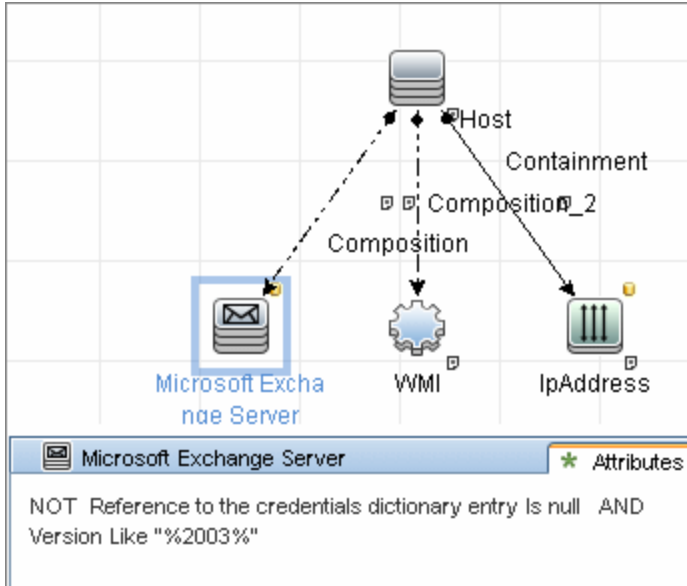 Host
Containment
Composition_2
Composition
Microsoft Excha
nge Server
WMI
IpAddress
Microsoft Exchange Server
Attributes
NOT Reference to the credentials dictionary entry Is null AND
Version Like "%2003%"